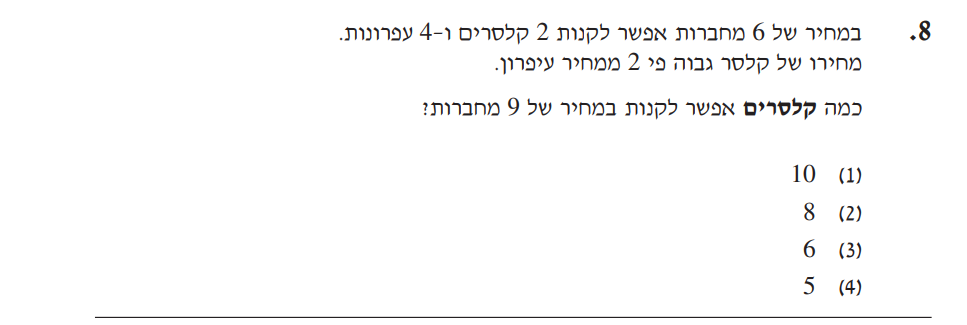 8. במחיר של 6 מחברות אפשר לקנות 2 קלסרים ו-4 עפרונות.
מחירו של קלסר גבוה פי 2 ממחיר עיפרון.
כמה קלסרים אפשר לקנות במחיר של 9 מחברות?
(1) 10
(2) 8
(3) 6
(4) 5